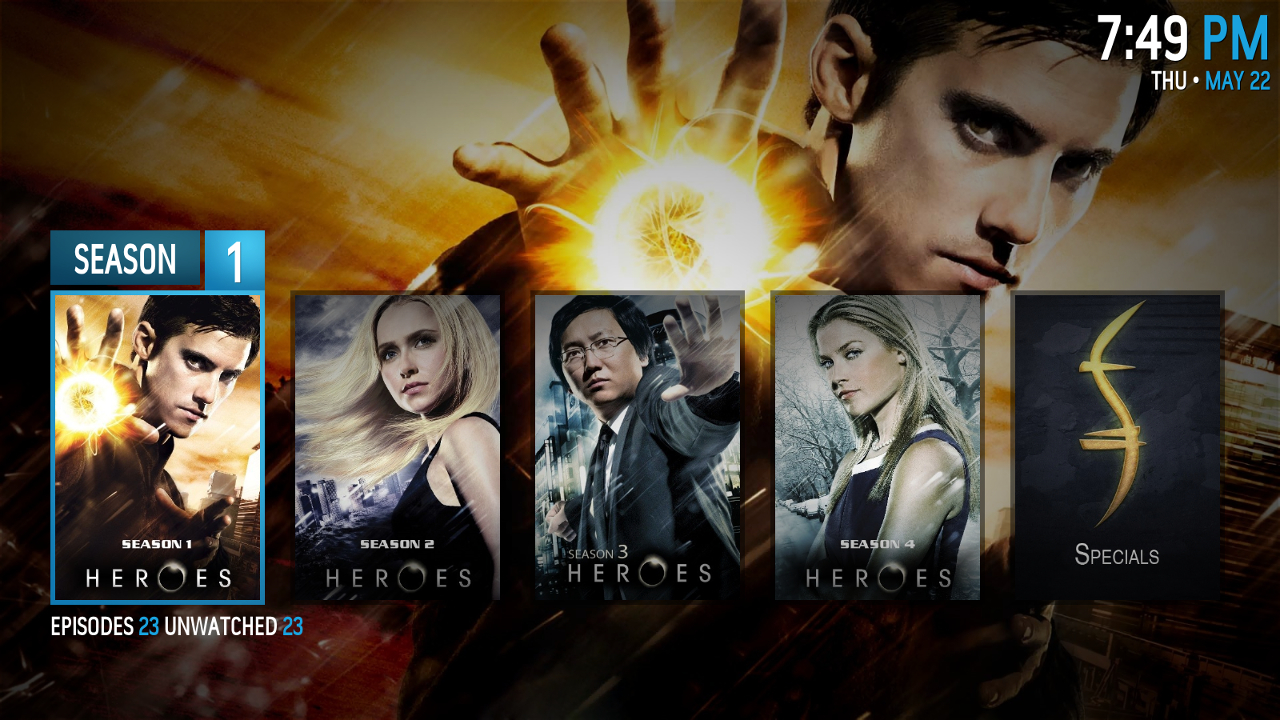 7:49 PM
THU • MAY 22
SEASON 1
SEASON 1
HEROES
SEASON 2
HEROES
SEASON 3
HEROES
SEASON 4
HEROES
SPECIALS
EPISODES 23 UNWATCHED 23